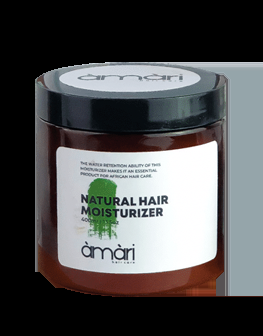 àmàri
THE WATER RETENTION ABILITY OF THIS
MOISTURIZER MAKES IT AN ESSENTIAL
PRODUCT FOR AFRICAN HAIR CARE.
NATURAL HAIR
MOISTURIZER
àmàri
hair care